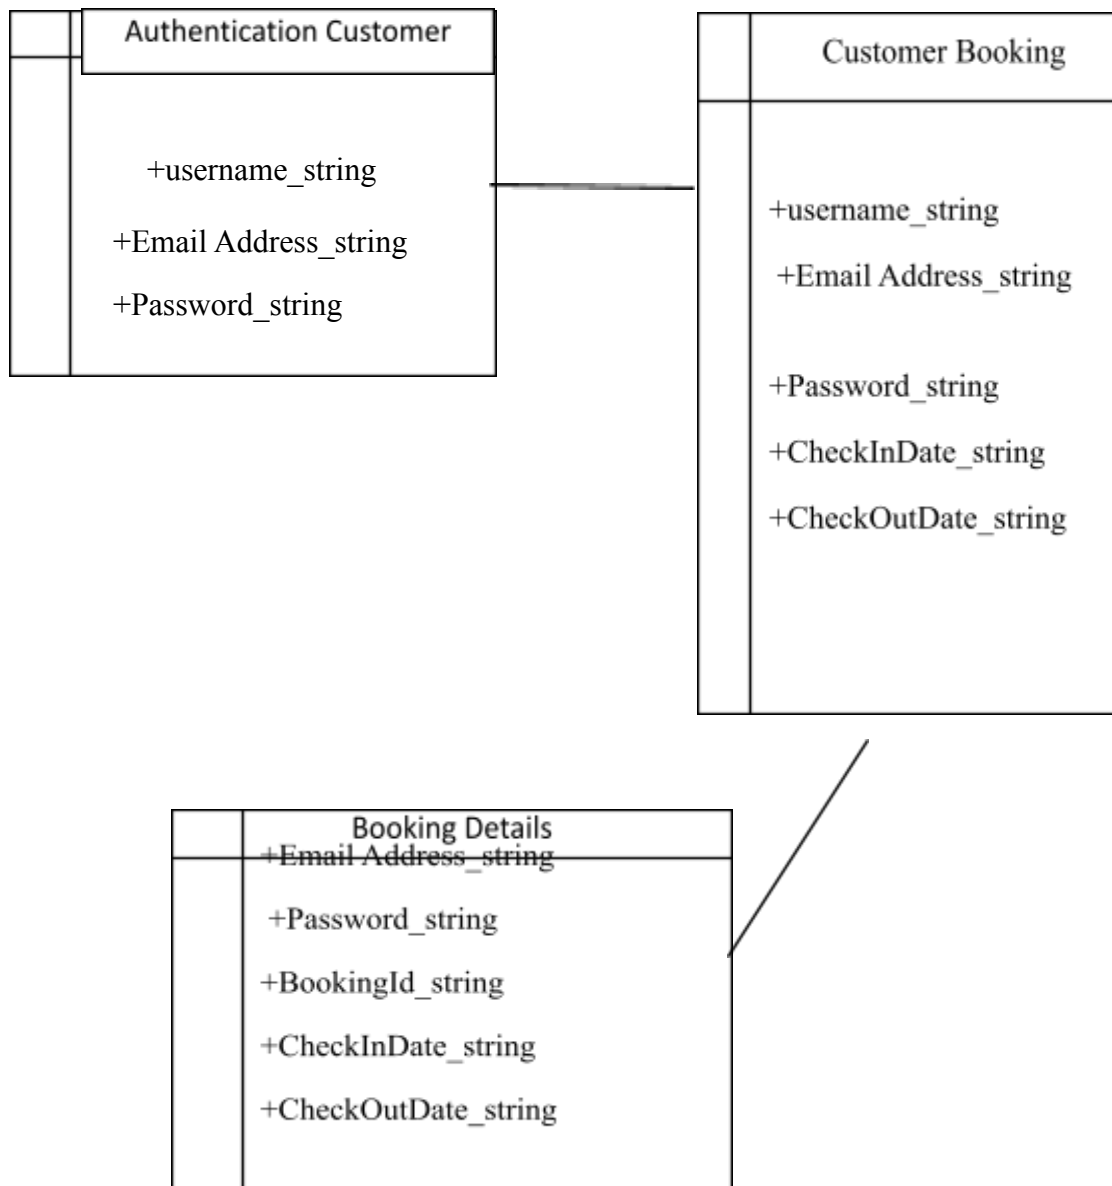 Authentication Customer
+username_string
+Email Address_string
+Password_string
Customer Booking
+username_string
+Email Address_string
+Password_string
+CheckInDate_string
+CheckOutDate_string
Booking Details
+Email Address_string
+Password_string
+BookingId_string
+CheckInDate_string
+CheckOutDate_string